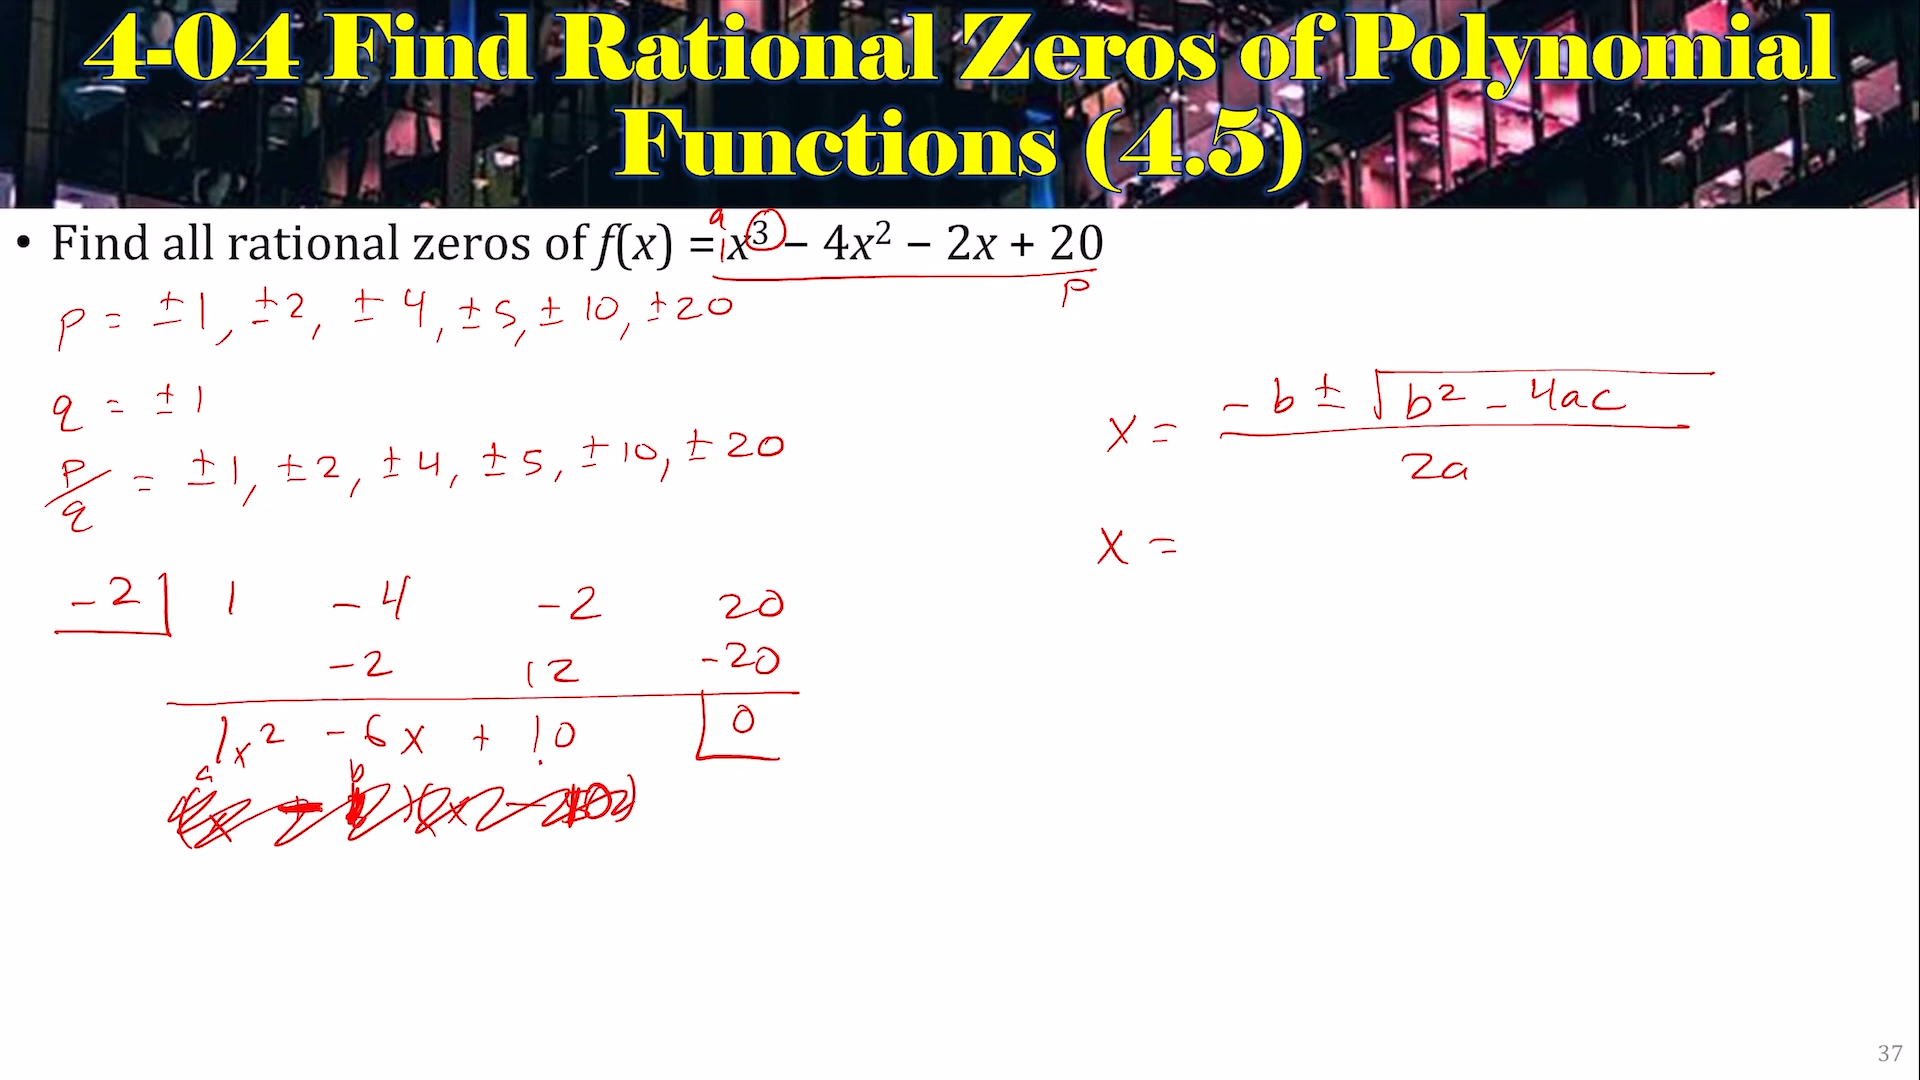 4-04 Find Rational Zeros of Polynomial
Functions (4.5)
• Find all rational zeros of f(x) = x³ – 4x² – 2x + 20
q
1
p
p = ±1, ±2, ±4, ±5, ±10, ±20
q = ±1
p/q = ±1, ±2, ±4, ±5, ±10, ±20
x = (-b ± √(b² - 4ac))/2a
x =
-2 | 1 -4 -2 20
-2 12 -20
1x² - 6x + 10 | 0
a b
37